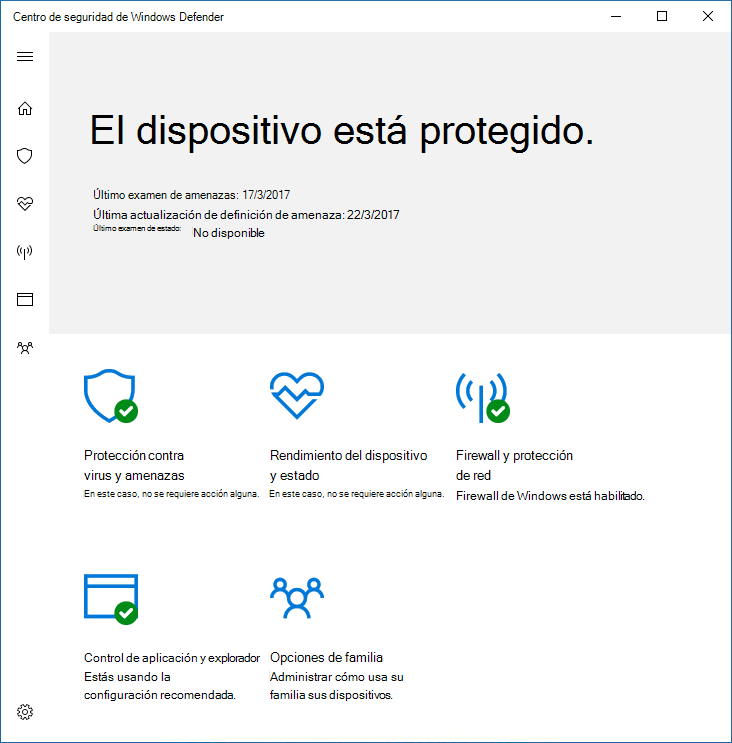 Centro de seguridad de Windows Defender
El dispositivo está protegido.
Último examen de amenazas: 17/3/2017
Última actualización de definición de amenaza: 22/3/2017
Último examen de estado: No disponible
Protección contra
virus y amenazas
En este caso, no se requiere acción alguna.
Rendimiento del dispositivo
y estado
En este caso, no se requiere acción alguna.
Firewall y protección
de red
Firewall de Windows está habilitado.
Control de aplicación y explorador
Estás usando la
configuración recomendada.
Opciones de familia
Administrar cómo usa su
familia sus dispositivos.